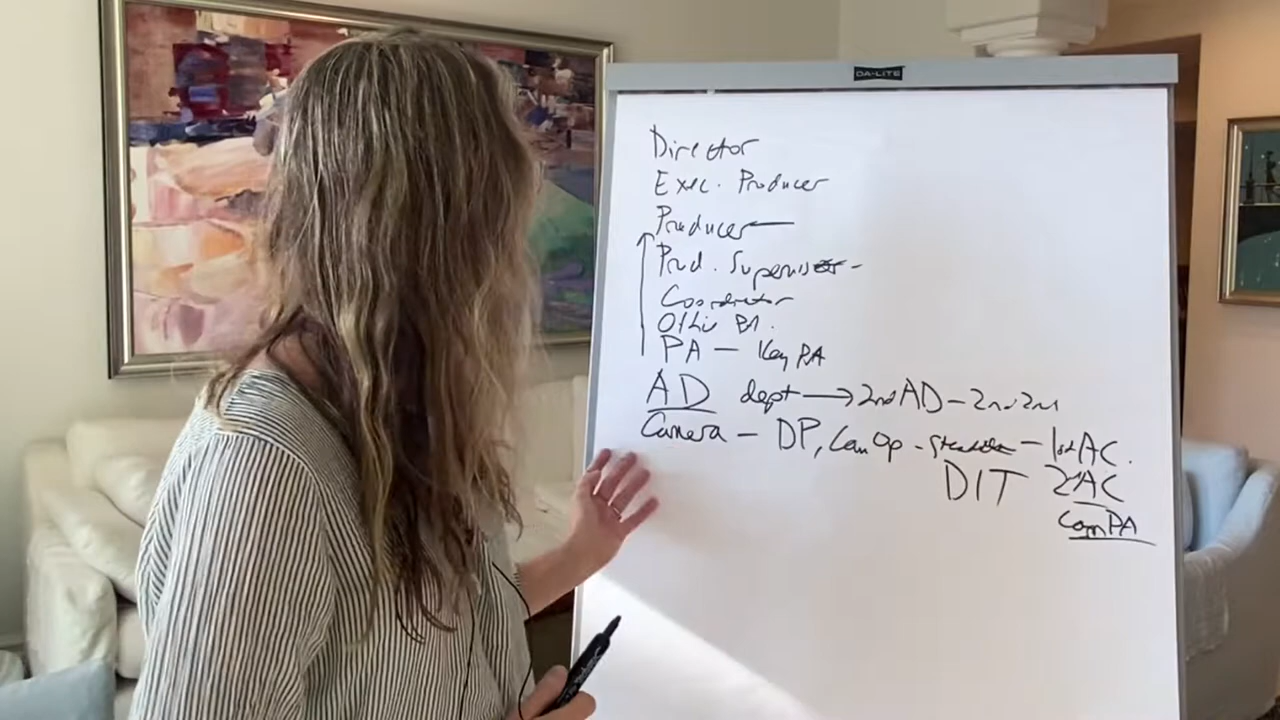 DA-LITE
Director
Exec. Producer
Producer
Prod. Supervisor -
Coordinator
Office PA.
PA — Key PA
AD dept → 2nd AD - 2nd 2nd
Camera - DP, Cam Op - Steadi — 1st AC.
DIT 2nd AC
Cam PA